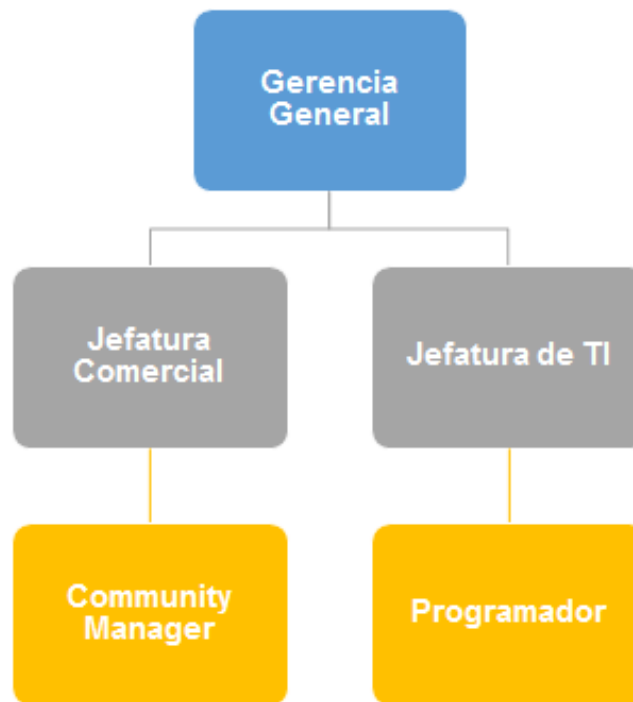 Gerencia
General
Jefatura
Comercial
Jefatura de TI
Community
Manager
Programador